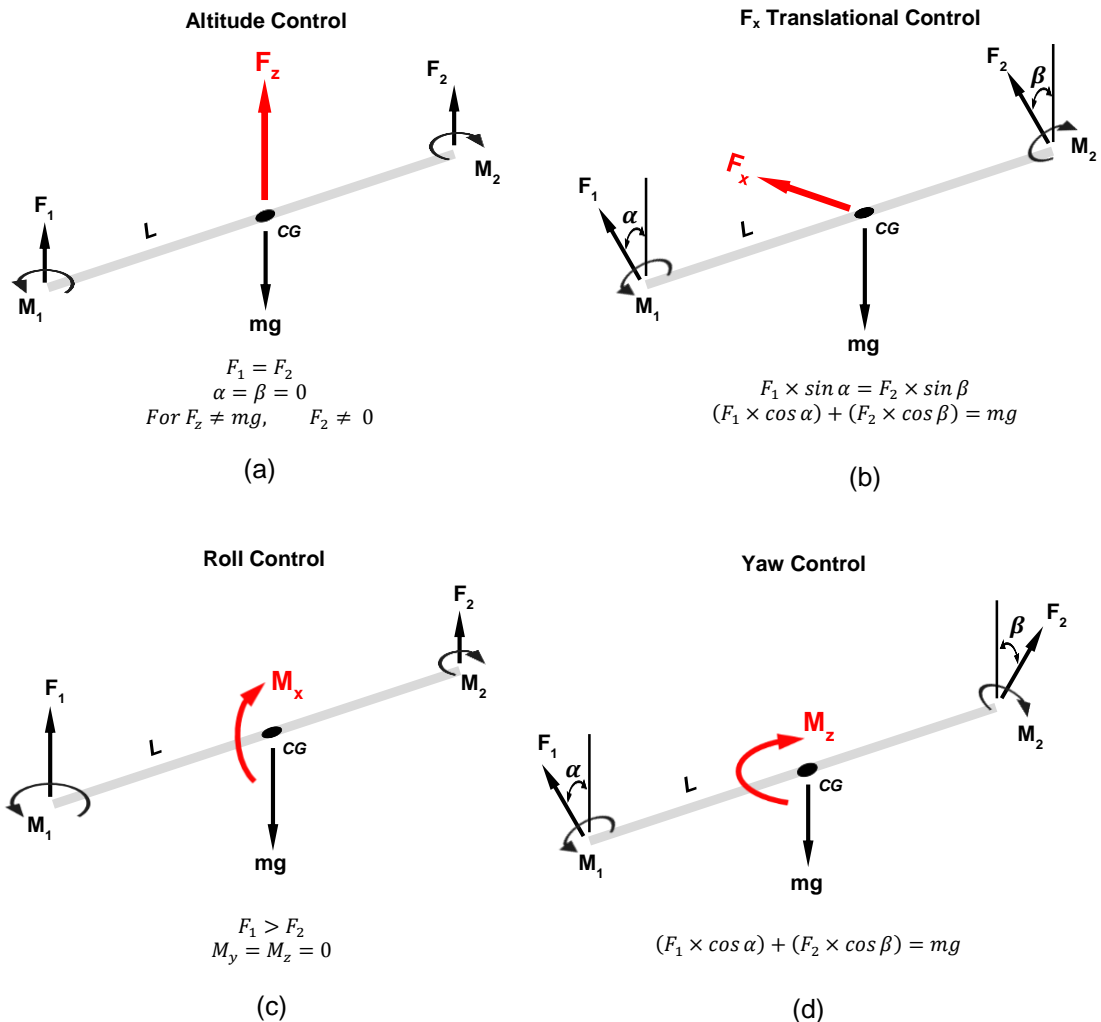 Altitude Control
F_z
F_2
M_2
F_1
L
CG
M_1
mg
F_1 = F_2
α = β = 0
For F_z ≠ mg, F_2 ≠ 0
(a)
F_x Translational Control
F_2
β
M_2
F_x
F_1
α
L
CG
M_1
mg
F_1 × sin α = F_2 × sin β
(F_1 × cos α) + (F_2 × cos β) = mg
(b)
Roll Control
F_2
M_x
M_2
F_1
L
CG
M_1
mg
F_1 > F_2
M_y = M_z = 0
(c)
Yaw Control
F_2
β
M_z
M_2
F_1
α
L
CG
M_1
mg
(F_1 × cos α) + (F_2 × cos β) = mg
(d)